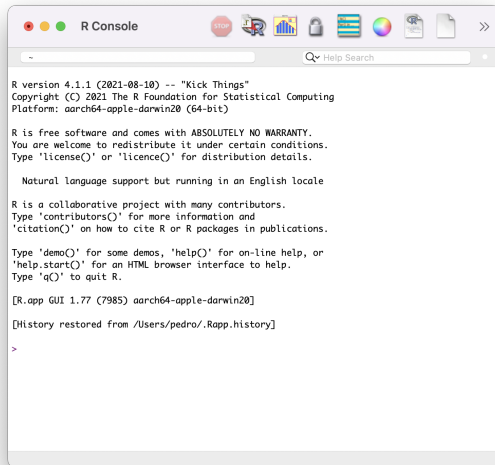 R Console
STOP
R
~
Help Search
R version 4.1.1 (2021-08-10) -- "Kick Things"
Copyright (C) 2021 The R Foundation for Statistical Computing
Platform: aarch64-apple-darwin20 (64-bit)
R is free software and comes with ABSOLUTELY NO WARRANTY.
You are welcome to redistribute it under certain conditions.
Type 'license()' or 'licence()' for distribution details.
Natural language support but running in an English locale
R is a collaborative project with many contributors.
Type 'contributors()' for more information and
'citation()' on how to cite R or R packages in publications.
Type 'demo()' for some demos, 'help()' for on-line help, or
'help.start()' for an HTML browser interface to help.
Type 'q()' to quit R.
[R.app GUI 1.77 (7985) aarch64-apple-darwin20]
[History restored from /Users/pedro/.Rapp.history]
>